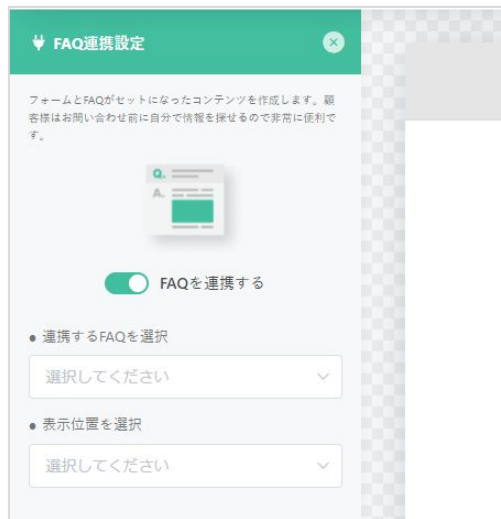 FAQ連携設定
フォームとFAQがセットになったコンテンツを作成します。顧
客様はお問い合わせ前に自分で情報を探せるので非常に便利で
す。
Q.
A.
FAQを連携する
● 連携するFAQを選択
選択してください
● 表示位置を選択
選択してください